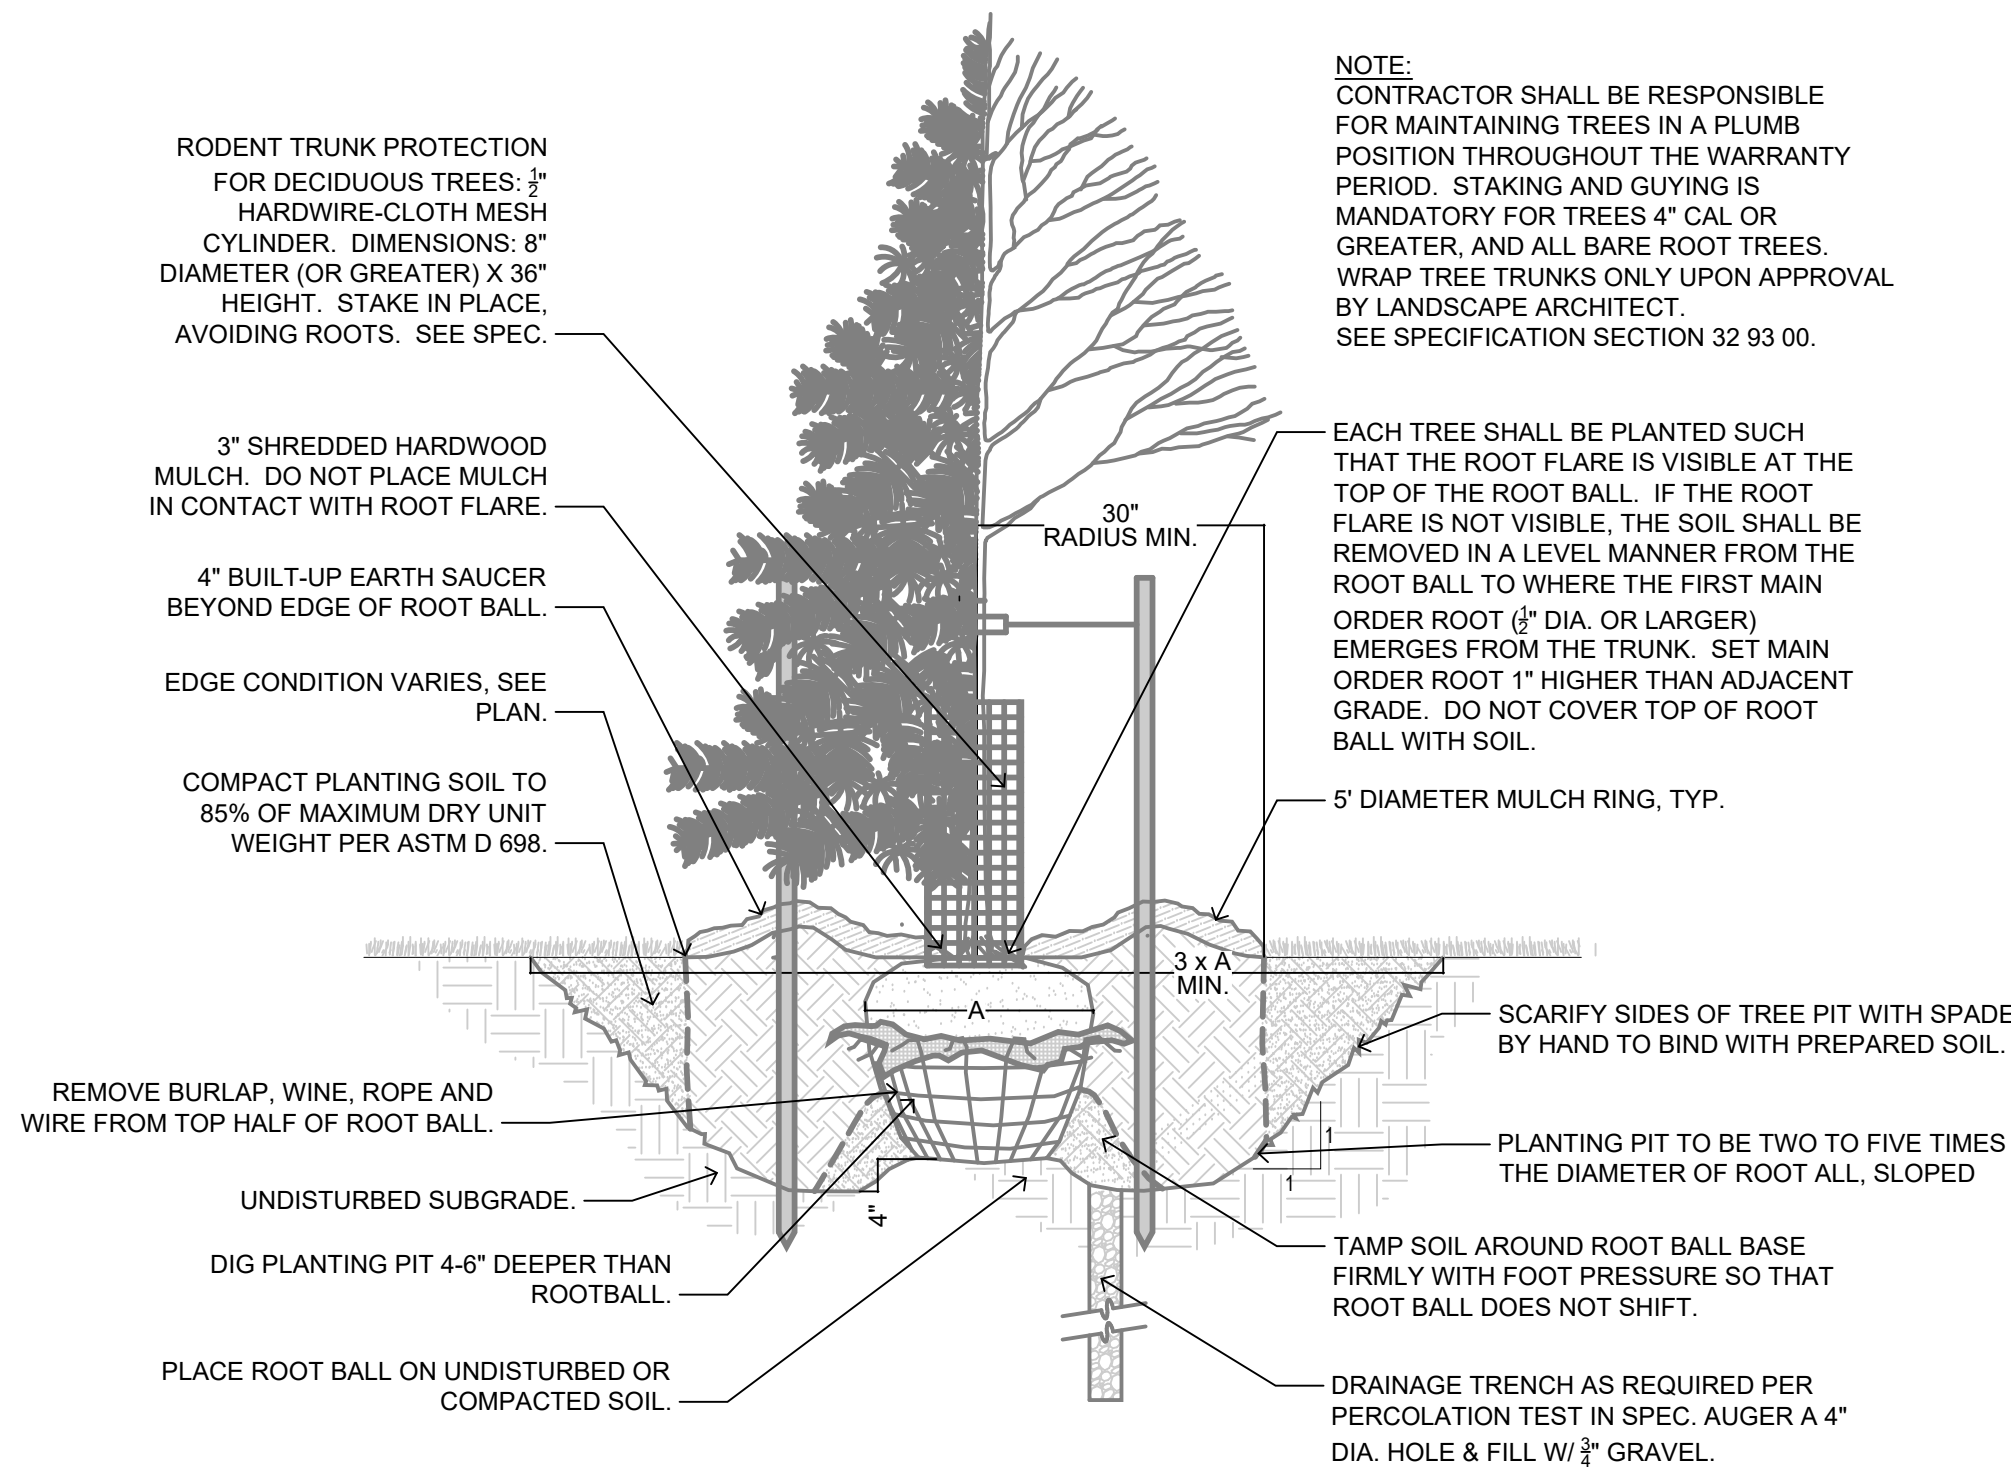 RODENT TRUNK PROTECTION
FOR DECIDUOUS TREES: 1/2"
HARDWIRE-CLOTH MESH
CYLINDER. DIMENSIONS: 8"
DIAMETER (OR GREATER) X 36"
HEIGHT. STAKE IN PLACE,
AVOIDING ROOTS. SEE SPEC.
3" SHREDDED HARDWOOD
MULCH. DO NOT PLACE MULCH
IN CONTACT WITH ROOT FLARE.
4" BUILT-UP EARTH SAUCER
BEYOND EDGE OF ROOT BALL.
EDGE CONDITION VARIES, SEE
PLAN.
COMPACT PLANTING SOIL TO
85% OF MAXIMUM DRY UNIT
WEIGHT PER ASTM D 698.
REMOVE BURLAP, WINE, ROPE AND
WIRE FROM TOP HALF OF ROOT BALL.
UNDISTURBED SUBGRADE.
DIG PLANTING PIT 4-6" DEEPER THAN
ROOTBALL.
PLACE ROOT BALL ON UNDISTURBED OR
COMPACTED SOIL.
30"
RADIUS MIN.
3 x A
MIN.
A
4"
1
1
NOTE:
CONTRACTOR SHALL BE RESPONSIBLE
FOR MAINTAINING TREES IN A PLUMB
POSITION THROUGHOUT THE WARRANTY
PERIOD. STAKING AND GUYING IS
MANDATORY FOR TREES 4" CAL OR
GREATER, AND ALL BARE ROOT TREES.
WRAP TREE TRUNKS ONLY UPON APPROVAL
BY LANDSCAPE ARCHITECT.
SEE SPECIFICATION SECTION 32 93 00.
EACH TREE SHALL BE PLANTED SUCH
THAT THE ROOT FLARE IS VISIBLE AT THE
TOP OF THE ROOT BALL. IF THE ROOT
FLARE IS NOT VISIBLE, THE SOIL SHALL BE
REMOVED IN A LEVEL MANNER FROM THE
ROOT BALL TO WHERE THE FIRST MAIN
ORDER ROOT (1/2" DIA. OR LARGER)
EMERGES FROM THE TRUNK. SET MAIN
ORDER ROOT 1" HIGHER THAN ADJACENT
GRADE. DO NOT COVER TOP OF ROOT
BALL WITH SOIL.
5' DIAMETER MULCH RING, TYP.
SCARIFY SIDES OF TREE PIT WITH SPADE
BY HAND TO BIND WITH PREPARED SOIL.
PLANTING PIT TO BE TWO TO FIVE TIMES
THE DIAMETER OF ROOT ALL, SLOPED
TAMP SOIL AROUND ROOT BALL BASE
FIRMLY WITH FOOT PRESSURE SO THAT
ROOT BALL DOES NOT SHIFT.
DRAINAGE TRENCH AS REQUIRED PER
PERCOLATION TEST IN SPEC. AUGER A 4"
DIA. HOLE & FILL W/ 3/4" GRAVEL.